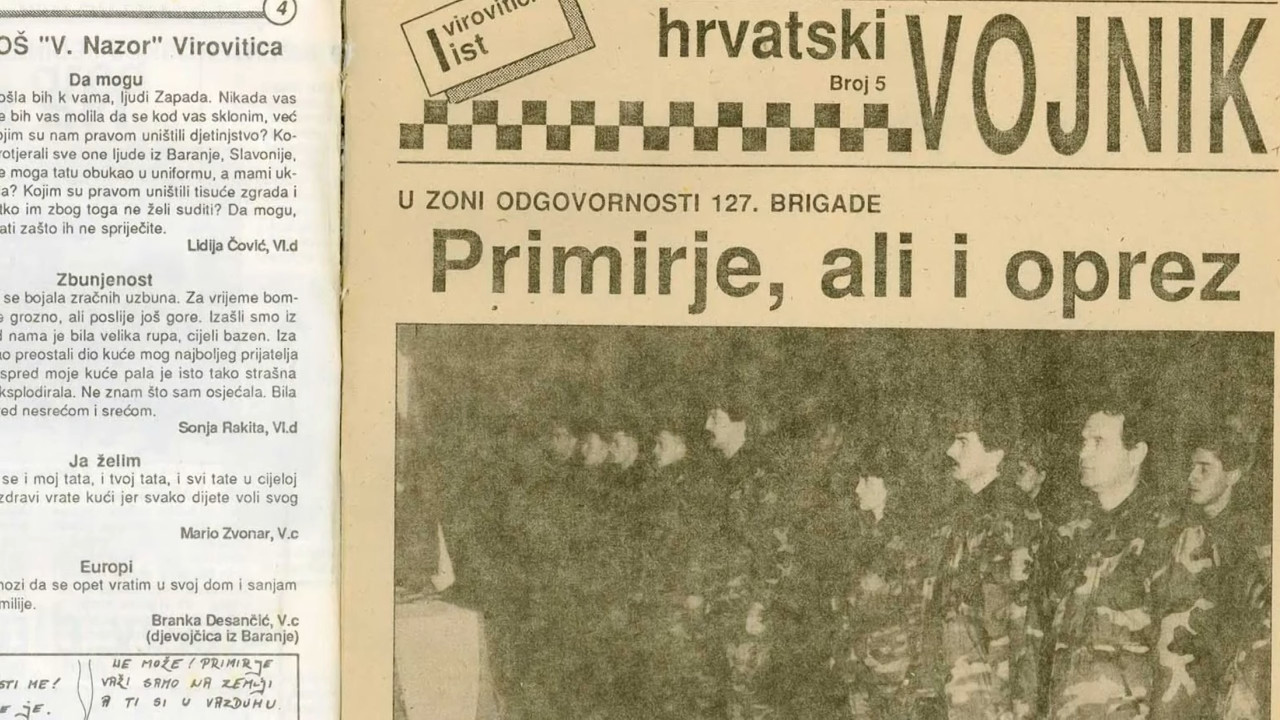 4
OŠ "V. Nazor" Virovitica
Da mogu
ošla bih k vama, ljudi Zapada. Nikada vas
e bih vas molila da se kod vas sklonim, već
ojim su nam pravom uništili djetinjstvo? Ko-
rotjerali sve one ljude iz Baranje, Slavonije,
e moga tatu obukao u uniformu, a mami uk-
la? Kojim su pravom uništili tisuće zgrada i
tko im zbog toga ne želi suditi? Da mogu,
ati zašto ih ne spriječite.
Lidija Čović, VI.d
Zbunjenost
se bojala zračnih uzbuna. Za vrijeme bom-
e grozno, ali poslije još gore. Izašli smo iz
d nama je bila velika rupa, cijeli bazen. Iza
ao preostali dio kuće mog najboljeg prijatelja
spred moje kuće pala je isto tako strašna
ksplodirala. Ne znam što sam osjećala. Bila
ed nesrećom i srećom.
Sonja Rakita, VI.d
Ja želim
se i moj tata, i tvoj tata, i svi tate u cijeloj
zdravi vrate kući jer svako dijete voli svog
Mario Zvonar, V.c
Europi
nozi da se opet vratim u svoj dom i sanjam
milije.
Branka Desančić, V.c
(djevojčica iz Baranje)
STI ME!
E JE.
NE MOŽE! PRIMIRJE
VAŽI SAMO NA ZEMLJI
A TI SI U VAZDUHU.
virovitički
list
hrvatski
Broj 5
VOJNIK
U ZONI ODGOVORNOSTI 127. BRIGADE
Primirje, ali i oprez